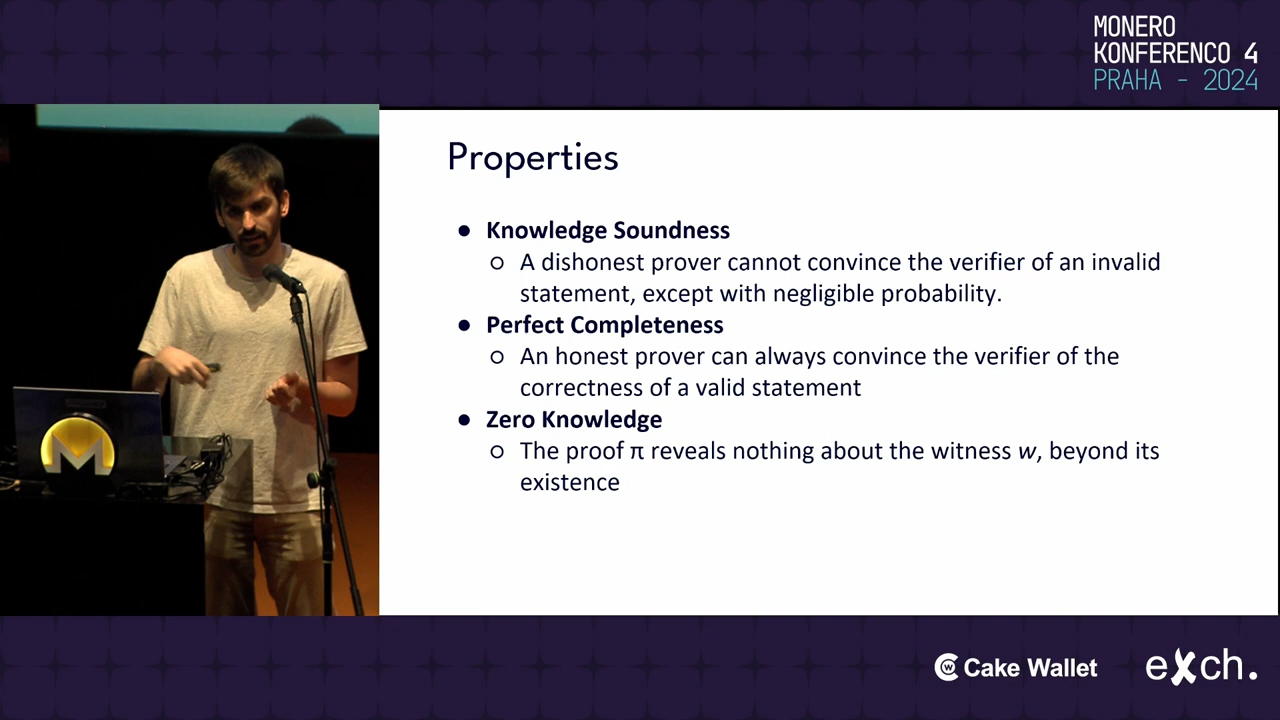 MONERO
KONFERENCO 4
PRAHA - 2024
Properties
● Knowledge Soundness
○ A dishonest prover cannot convince the verifier of an invalid
statement, except with negligible probability.
● Perfect Completeness
○ An honest prover can always convince the verifier of the
correctness of a valid statement
● Zero Knowledge
○ The proof π reveals nothing about the witness w, beyond its
existence
Cake Wallet
exch.